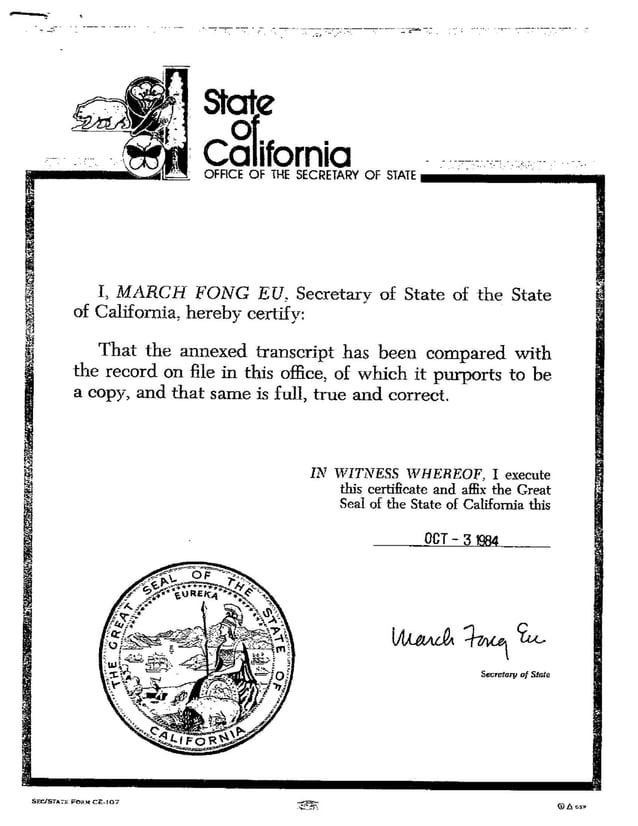 State
of
California
OFFICE OF THE SECRETARY OF STATE
I, MARCH FONG EU, Secretary of State of the State
of California, hereby certify:
That the annexed transcript has been compared with
the record on file in this office, of which it purports to be
a copy, and that same is full, true and correct.
IN WITNESS WHEREOF, I execute
this certificate and affix the Great
Seal of the State of California this
OCT - 3 1984
THE GREAT SEAL OF THE STATE OF CALIFORNIA
EUREKA
March Fong Eu
Secretary of State
SEC/STATE FORM CE-107
OSP